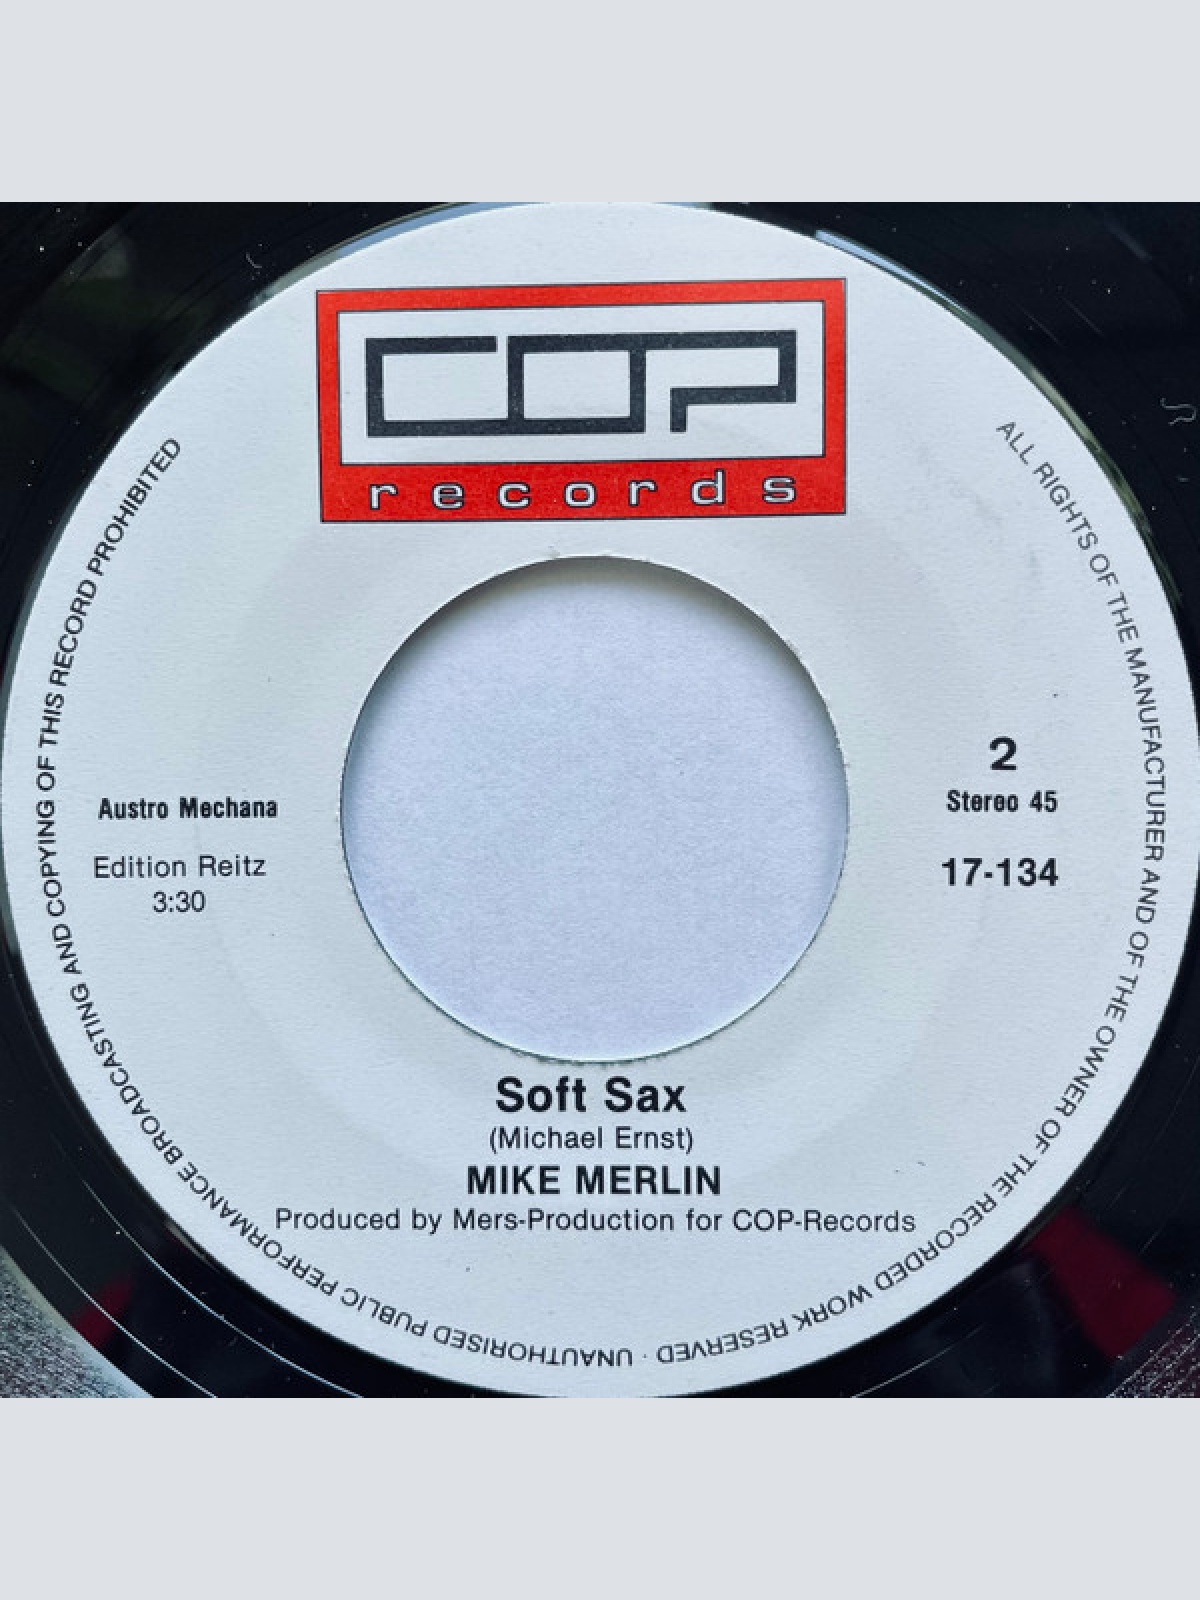 COP
records
Austro Mechana
Edition Reitz
3:30
2
Stereo 45
17-134
Soft Sax
(Michael Ernst)
MIKE MERLIN
Produced by Mers-Production for COP-Records
ALL RIGHTS OF THE MANUFACTURER AND OF THE OWNER OF THE RECORDED WORK RESERVED · UNAUTHORISED PUBLIC PERFORMANCE BROADCASTING AND COPYING OF THIS RECORD PROHIBITED